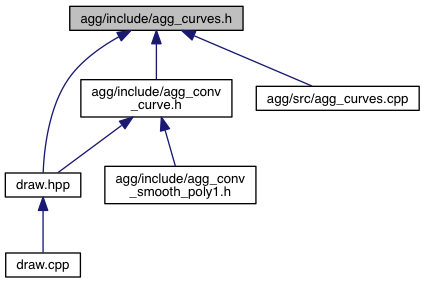 agg/include/agg_curves.h
agg/include/agg_conv
_curve.h
agg/src/agg_curves.cpp
draw.hpp
agg/include/agg_conv
_smooth_poly1.h
draw.cpp